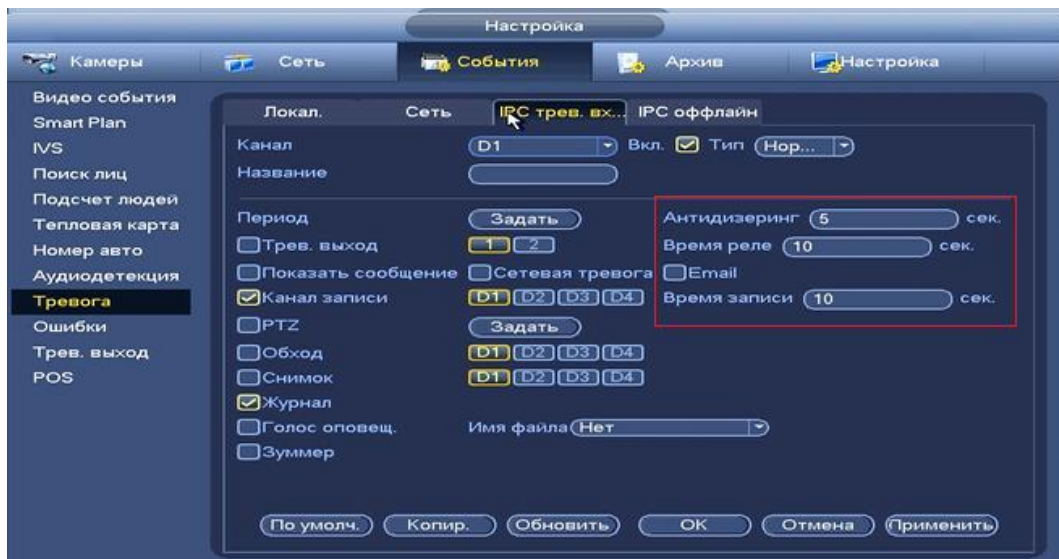 Настройка
Камеры Сеть События Архив Настройка
Видео события
Smart Plan
IVS
Поиск лиц
Подсчет людей
Тепловая карта
Номер авто
Аудиодетекция
Тревога
Ошибки
Трев. выход
POS
Локал. Сеть IPC трев. вх... IPC оффлайн
Канал D1 Вкл. Тип Нор...
Название
Период Задать Антидизеринг 5 сек.
Трев. выход 1 2 Время реле 10 сек.
Показать сообщение Сетевая тревога Email
Канал записи D1 D2 D3 D4 Время записи 10 сек.
PTZ Задать
Обход D1 D2 D3 D4
Снимок D1 D2 D3 D4
Журнал
Голос оповещ. Имя файла Нет
Зуммер
По умолч. Копир. Обновить OK Отмена Применить